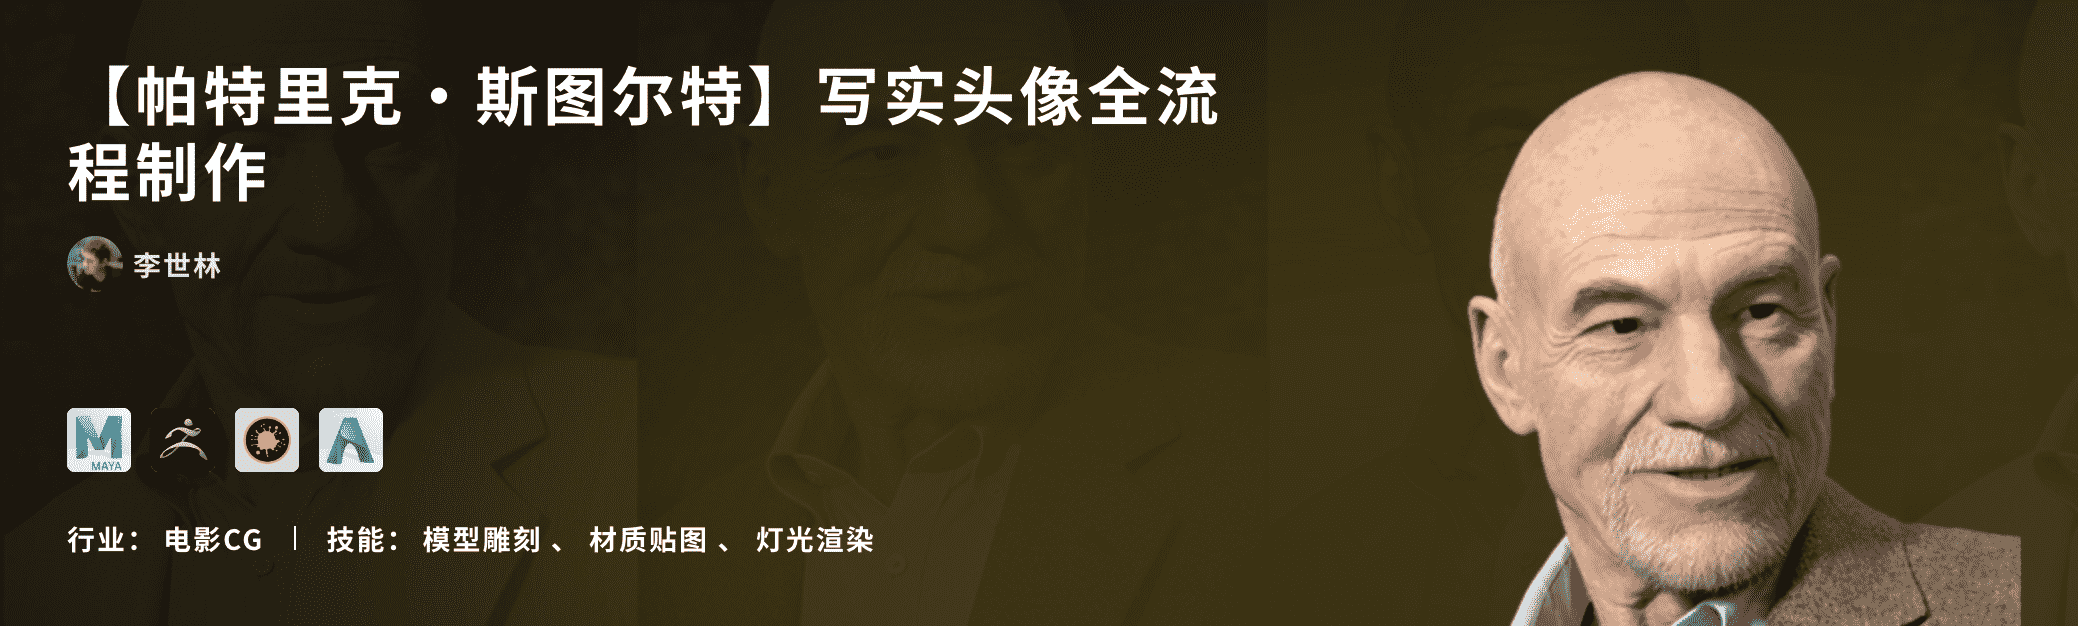 【帕特里克・斯图尔特】写实头像全流
程制作
李世林
MAYA
行业： 电影CG ｜ 技能： 模型雕刻 、 材质贴图 、 灯光渲染